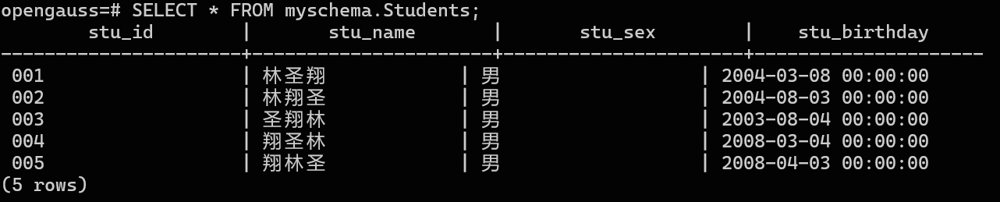 opengauss=# SELECT * FROM myschema.Students;
stu_id | stu_name | stu_sex | stu_birthday
----------------------+----------------------+----------------------+---------------------
001 | 林圣翔 | 男 | 2004-03-08 00:00:00
002 | 林翔圣 | 男 | 2004-08-03 00:00:00
003 | 圣翔林 | 男 | 2003-08-04 00:00:00
004 | 翔圣林 | 男 | 2008-03-04 00:00:00
005 | 翔林圣 | 男 | 2008-04-03 00:00:00
(5 rows)